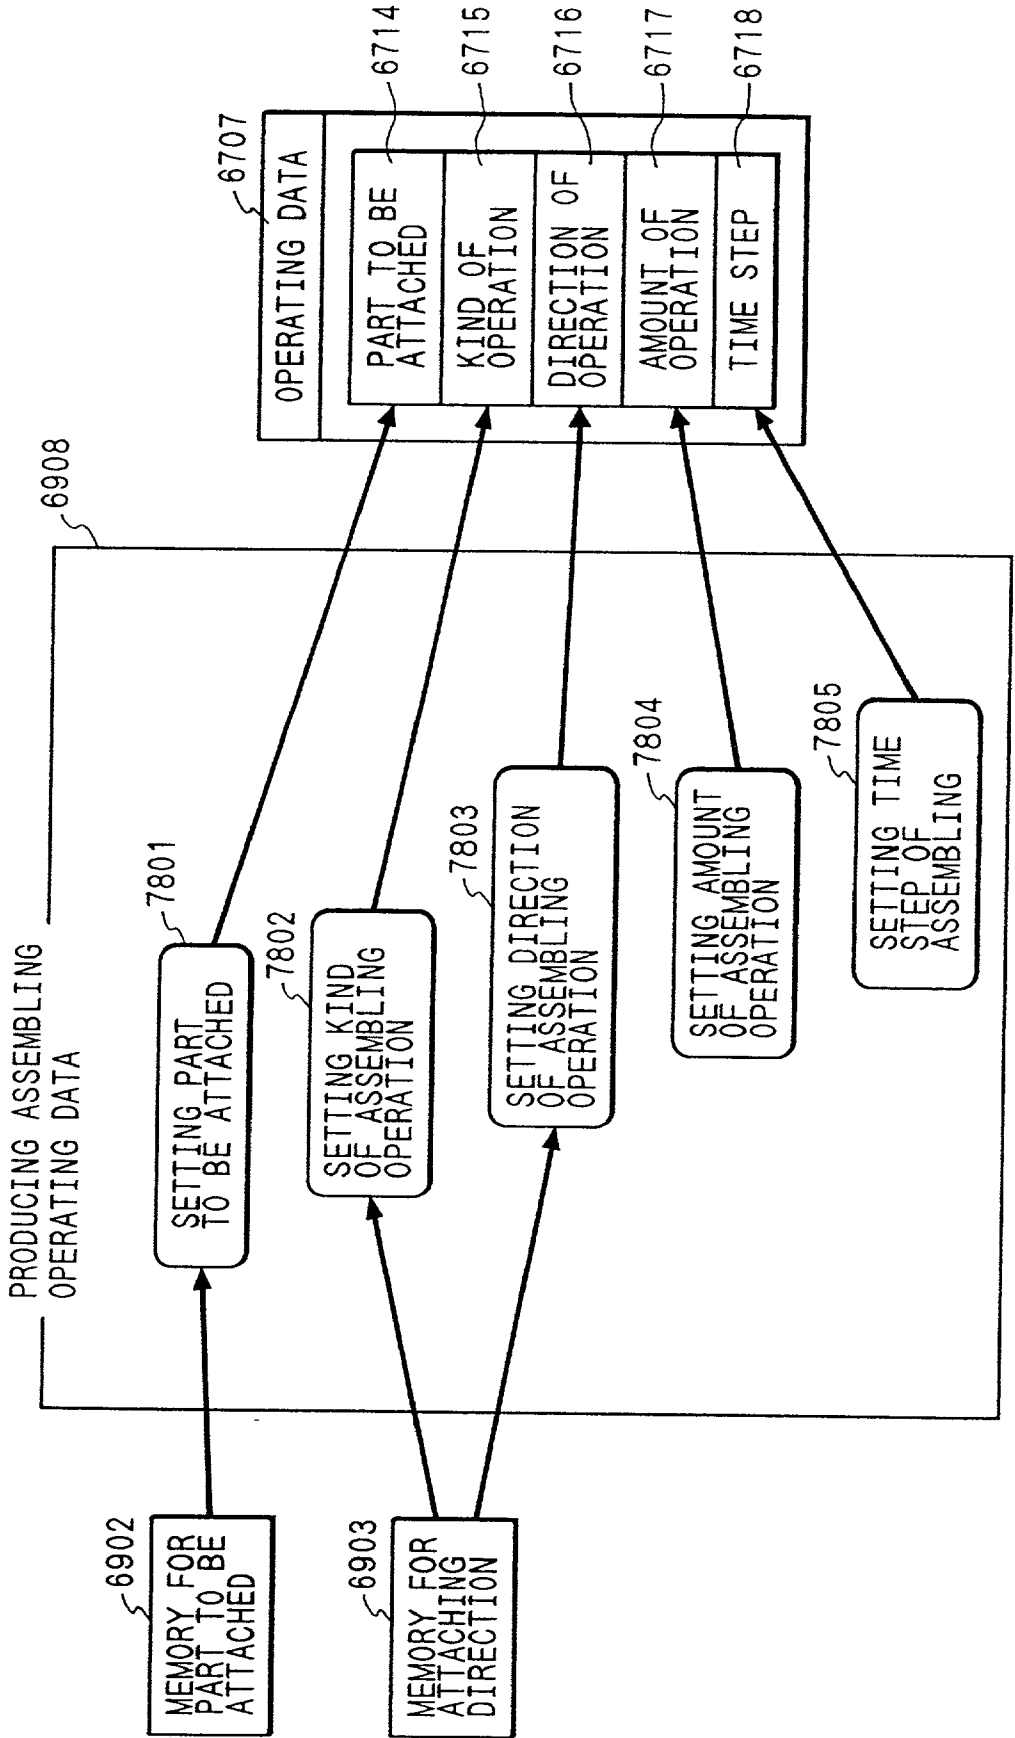 PRODUCING ASSEMBLING
OPERATING DATA
6908
6902
MEMORY FOR
PART TO BE
ATTACHED
6903
MEMORY FOR
ATTACHING
DIRECTION
7801
SETTING PART
TO BE ATTACHED
7802
SETTING KIND
OF ASSEMBLING
OPERATION
7803
SETTING DIRECTION
OF ASSEMBLING
OPERATION
7804
SETTING AMOUNT
OF ASSEMBLING
OPERATION
7805
SETTING TIME
STEP OF
ASSEMBLING
6707
OPERATING DATA
PART TO BE
ATTACHED
6714
KIND OF
OPERATION
6715
DIRECTION OF
OPERATION
6716
AMOUNT OF
OPERATION
6717
TIME STEP
6718